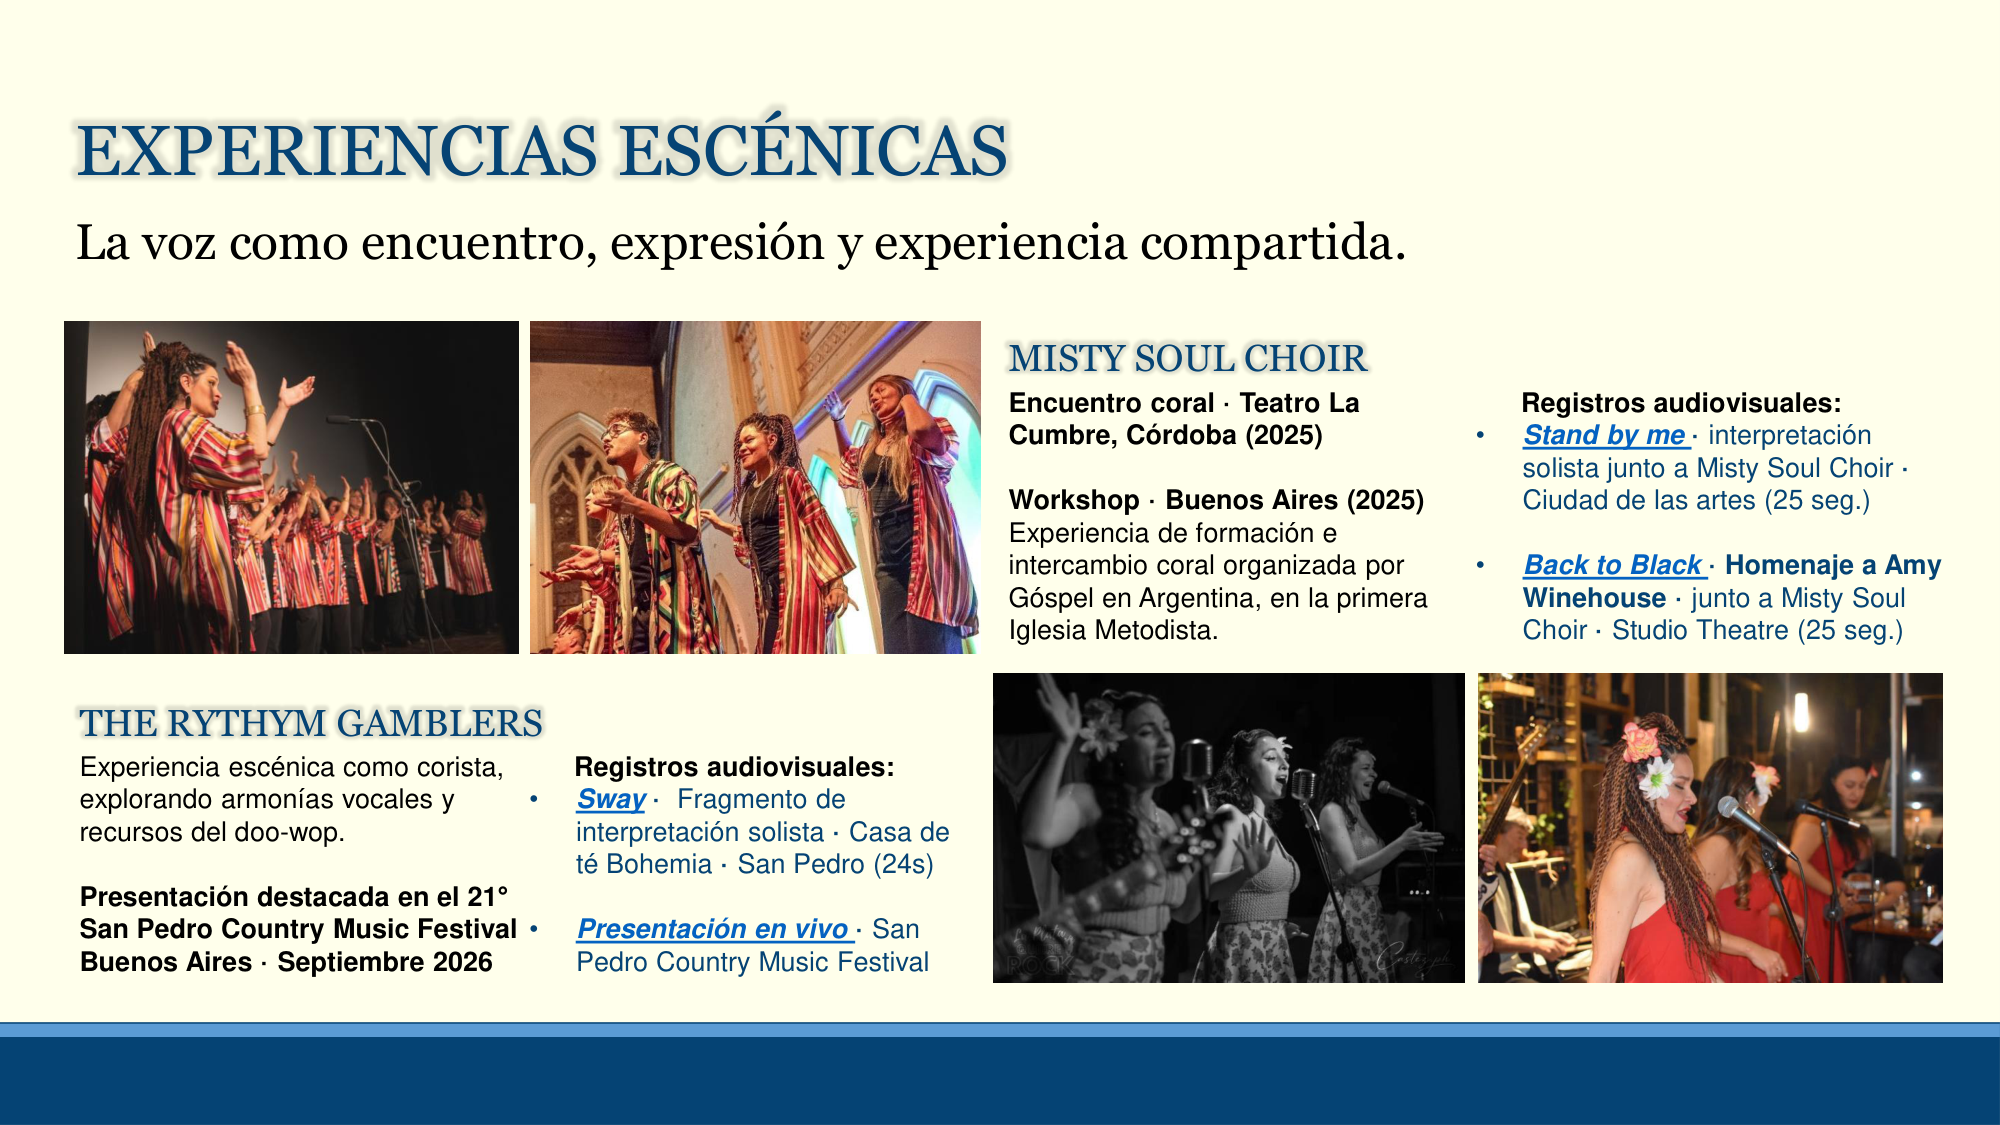 EXPERIENCIAS ESCÉNICAS
La voz como encuentro, expresión y experiencia compartida.
MISTY SOUL CHOIR
Encuentro coral · Teatro La
Cumbre, Córdoba (2025)
Workshop · Buenos Aires (2025)
Experiencia de formación e
intercambio coral organizada por
Góspel en Argentina, en la primera
Iglesia Metodista.
Registros audiovisuales:
• Stand by me · interpretación
solista junto a Misty Soul Choir ·
Ciudad de las artes (25 seg.)
• Back to Black · Homenaje a Amy
Winehouse · junto a Misty Soul
Choir · Studio Theatre (25 seg.)
THE RYTHYM GAMBLERS
Experiencia escénica como corista,
explorando armonías vocales y
recursos del doo-wop.
Presentación destacada en el 21°
San Pedro Country Music Festival
Buenos Aires · Septiembre 2026
Registros audiovisuales:
• Sway · Fragmento de
interpretación solista · Casa de
té Bohemia · San Pedro (24s)
• Presentación en vivo · San
Pedro Country Music Festival
ROCK